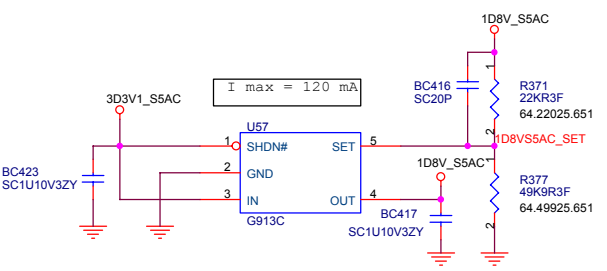 1D8V_S5AC
3D3V1_S5AC
I max = 120 mA
BC416
SC20P
1
R371
22KR3F
64.22025.651
2
U57
1 SHDN# SET 5
1D8VS5AC_SET
2 GND
1D8V_S5AC
1
R377
49K9R3F
64.49925.651
2
BC423
SC1U10V3ZY
3 IN OUT 4
G913C
BC417
SC1U10V3ZY